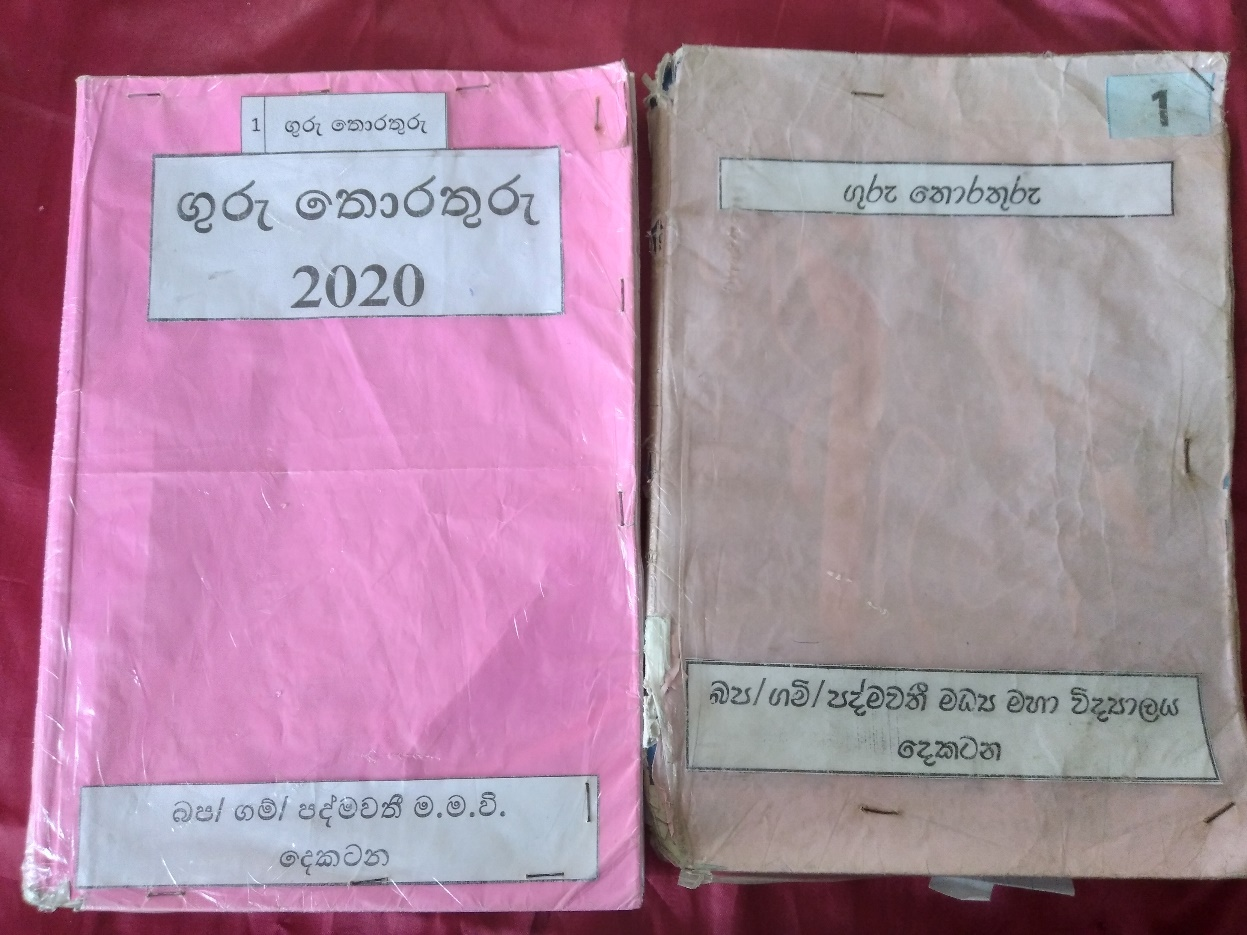 1 ගුරු තොරතුරු
ගුරු තොරතුරු
2020
බප/ ගම්/ පද්මවතී ම.ම.වි.
දෙකටන
1
ගුරු තොරතුරු
බප/ගම්/පද්මවතී මධ්‍ය මහා විද්‍යාලය
දෙකටන